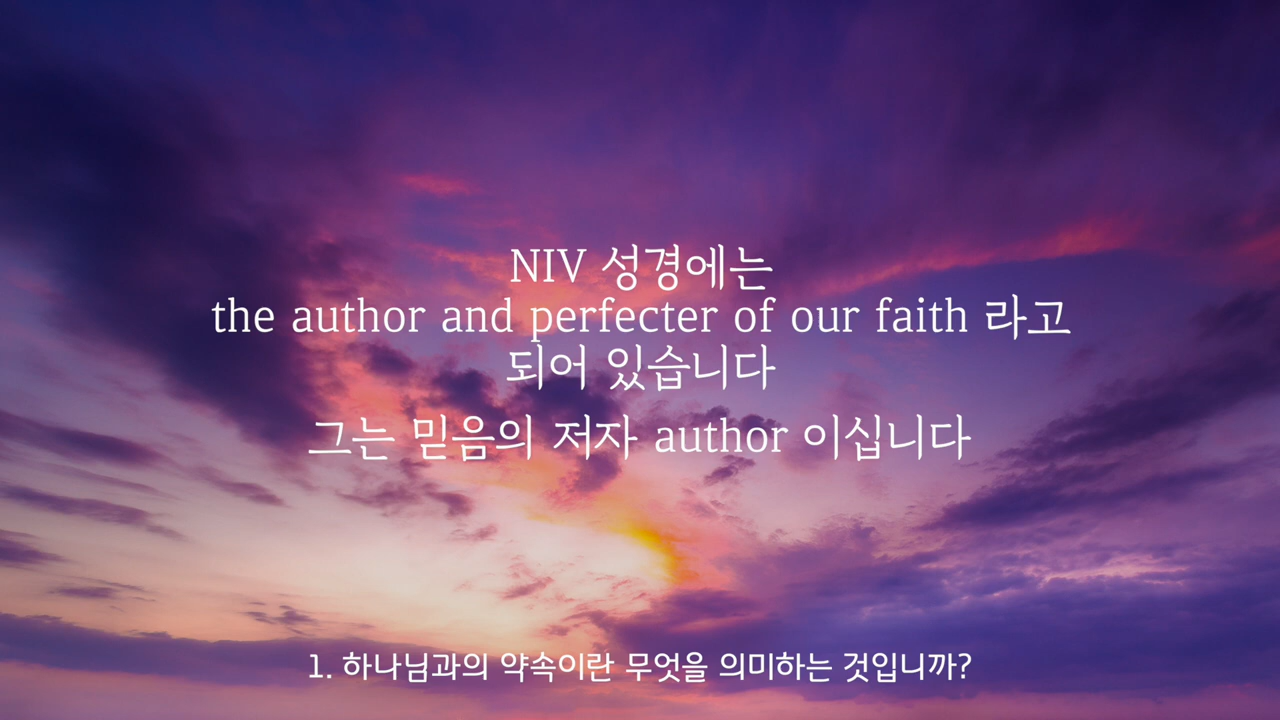 NIV 성경에는
the author and perfecter of our faith 라고
되어 있습니다
그는 믿음의 저자 author 이십니다
1. 하나님과의 약속이란 무엇을 의미하는 것입니까?